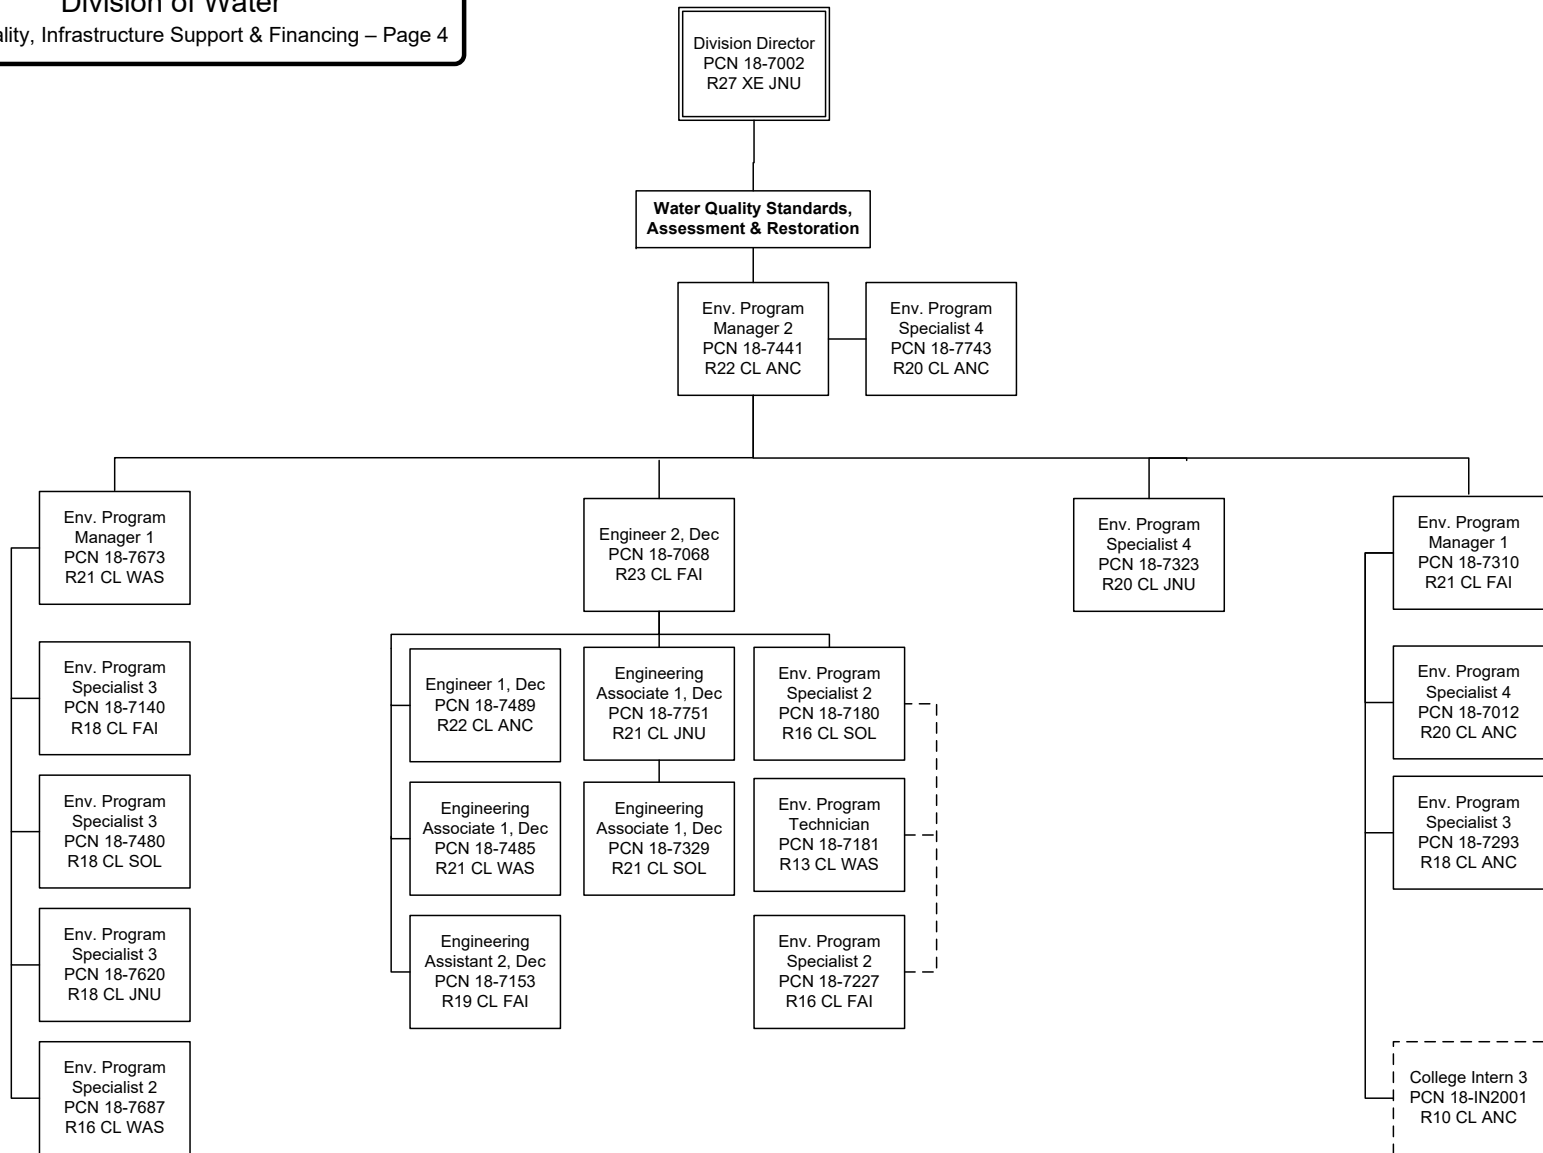 Division of Water
Infrastructure Support & Financing – Page 4
Division Director
PCN 18-7002
R27 XE JNU
Water Quality Standards,
Assessment & Restoration
Env. Program
Manager 2
PCN 18-7441
R22 CL ANC
Env. Program
Specialist 4
PCN 18-7743
R20 CL ANC
Env. Program
Manager 1
PCN 18-7673
R21 CL WAS
Engineer 2, Dec
PCN 18-7068
R23 CL FAI
Env. Program
Specialist 4
PCN 18-7323
R20 CL JNU
Env. Program
Manager 1
PCN 18-7310
R21 CL FAI
Env. Program
Specialist 3
PCN 18-7140
R18 CL FAI
Engineer 1, Dec
PCN 18-7489
R22 CL ANC
Engineering
Associate 1, Dec
PCN 18-7751
R21 CL JNU
Env. Program
Specialist 2
PCN 18-7180
R16 CL SOL
Env. Program
Specialist 4
PCN 18-7012
R20 CL ANC
Env. Program
Specialist 3
PCN 18-7480
R18 CL SOL
Engineering
Associate 1, Dec
PCN 18-7485
R21 CL WAS
Engineering
Associate 1, Dec
PCN 18-7329
R21 CL SOL
Env. Program
Technician
PCN 18-7181
R13 CL WAS
Env. Program
Specialist 3
PCN 18-7293
R18 CL ANC
Env. Program
Specialist 3
PCN 18-7620
R18 CL JNU
Engineering
Assistant 2, Dec
PCN 18-7153
R19 CL FAI
Env. Program
Specialist 2
PCN 18-7227
R16 CL FAI
Env. Program
Specialist 2
PCN 18-7687
R16 CL WAS
College Intern 3
PCN 18-IN2001
R10 CL ANC